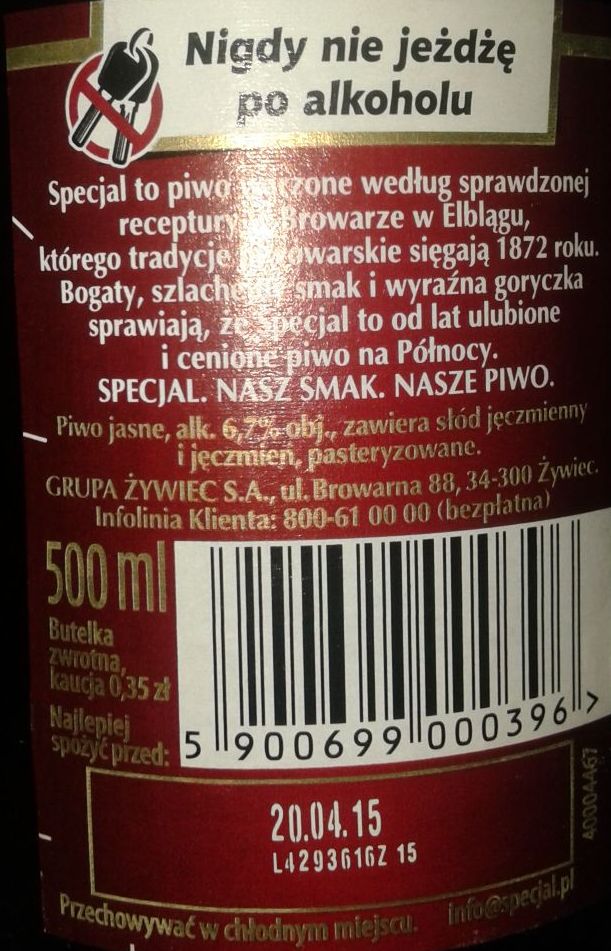 Nigdy nie jeżdżę
po alkoholu
Specjal to piwo warzone według sprawdzonej
receptury w Browarze w Elblągu,
którego tradycje browarskie sięgają 1872 roku.
Bogaty, szlachetny smak i wyraźna goryczka
sprawiają, że Specjal to od lat ulubione
i cenione piwo na Północy.
SPECJAL. NASZ SMAK. NASZE PIWO.
Piwo jasne, alk. 6,7% obj., zawiera słód jęczmienny
i jęczmień, pasteryzowane.
GRUPA ŻYWIEC S.A., ul. Browarna 88, 34-300 Żywiec.
Infolinia Klienta: 800-61 00 00 (bezpłatna)
500 ml
Butelka
zwrotna,
kaucja 0,35 zł
Najlepiej
spożyć przed:
5 900699 000396 >
20.04.15
L4293616Z 15
40004A67
Przechowywać w chłodnym miejscu. info@specjal.pl